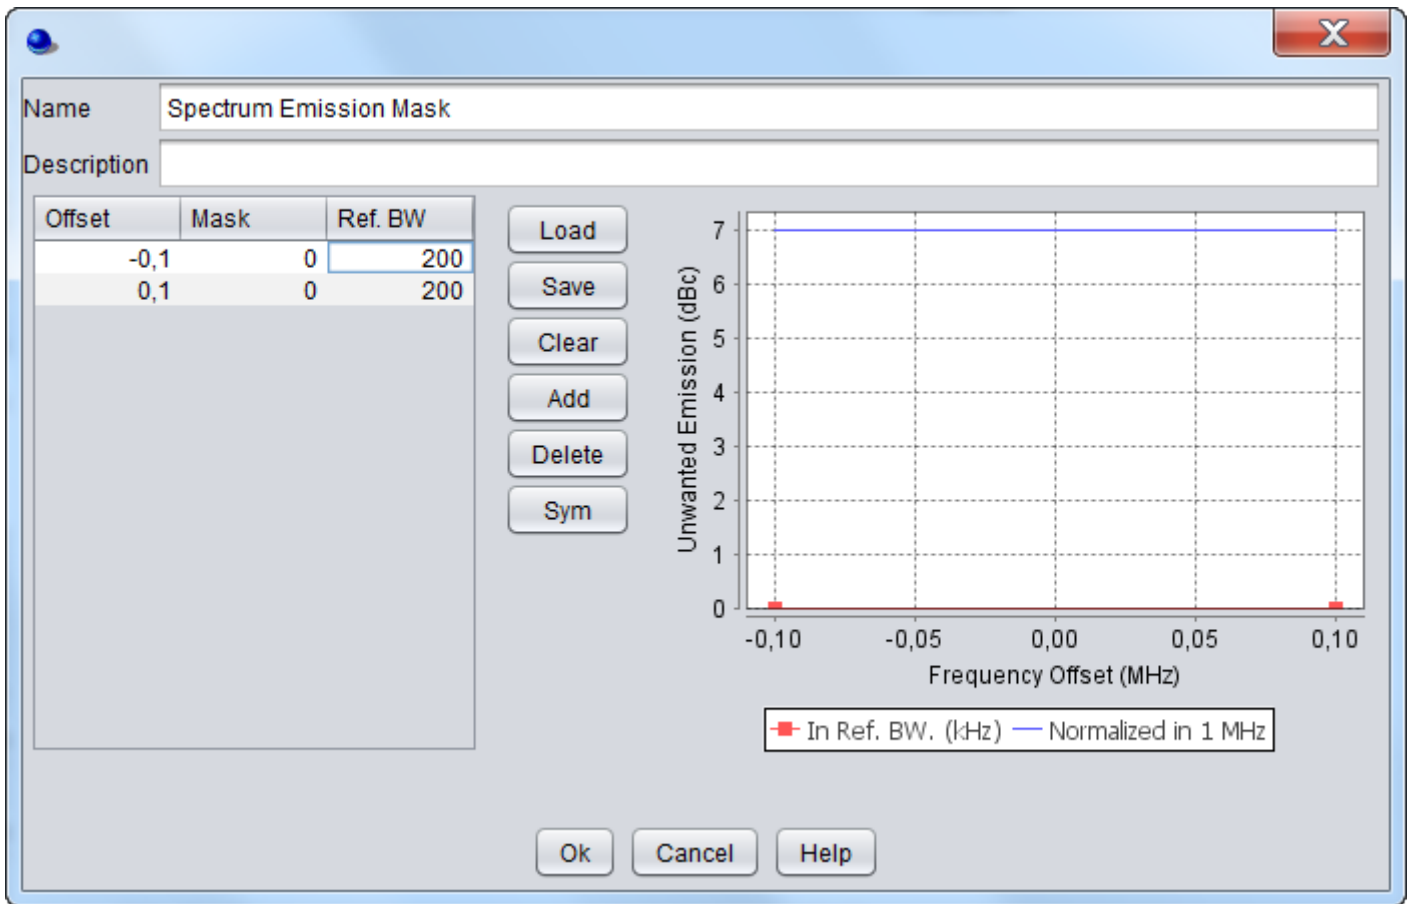 X
Name Spectrum Emission Mask
Description
Offset Mask Ref. BW
-0,1 0 200
0,1 0 200
Load
Save
Clear
Add
Delete
Sym
Unwanted Emission (dBc)
7
6
5
4
3
2
1
0
-0,10 -0,05 0,00 0,05 0,10
Frequency Offset (MHz)
In Ref. BW. (kHz) Normalized in 1 MHz
Ok Cancel Help